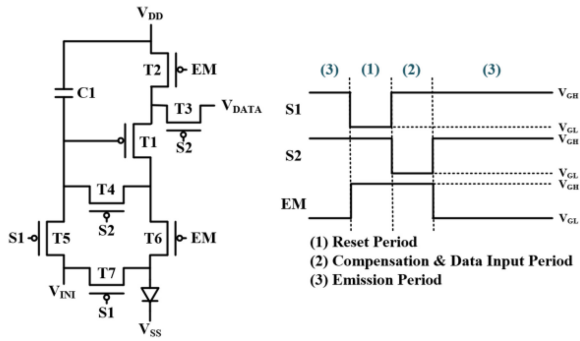 VDD
T2
EM
C1
T3
VDATA
T1
S2
T4
S2
S1
T5
T6
EM
T7
VINI
S1
VSS
(3) (1) (2) (3)
S1
VGH
VGL
S2
VGH
VGL
EM
VGH
VGL
(1) Reset Period
(2) Compensation & Data Input Period
(3) Emission Period